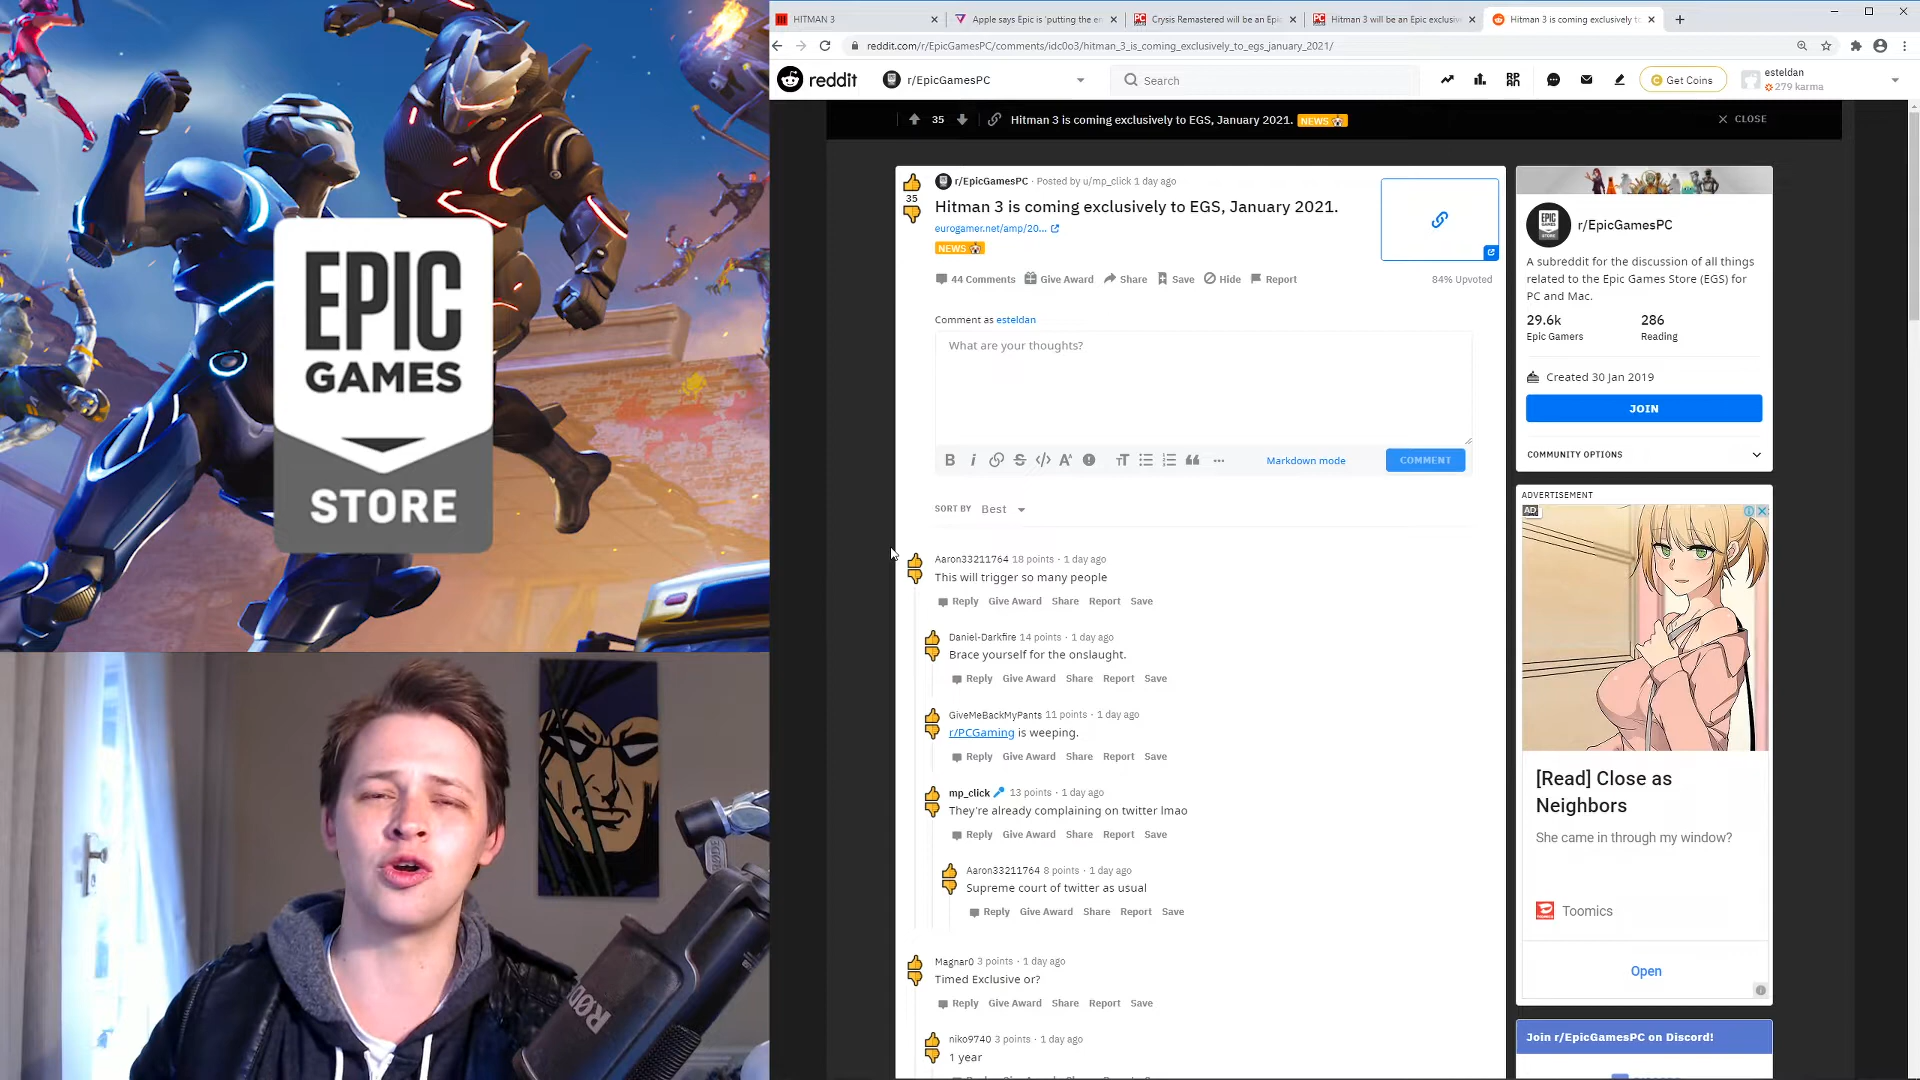 EPIC
GAMES
STORE
RØDE
RØDE
HITMAN 3
Apple says Epic is 'putting the en
Crysis Remastered will be an Epic
Hitman 3 will be an Epic exclusiv
Hitman 3 is coming exclusively to
reddit.com/r/EpicGamesPC/comments/idc0o3/hitman_3_is_coming_exclusively_to_egs_january_2021/
reddit
r/EpicGamesPC
Search
Get Coins
esteldan
279 karma
35
Hitman 3 is coming exclusively to EGS, January 2021.
NEWS
CLOSE
r/EpicGamesPC · Posted by u/mp_click 1 day ago
35
Hitman 3 is coming exclusively to EGS, January 2021.
eurogamer.net/amp/20...
NEWS
44 Comments Give Award Share Save Hide Report
84% Upvoted
Comment as esteldan
What are your thoughts?
Markdown mode
COMMENT
SORT BY Best
Aaron33211764 18 points · 1 day ago
This will trigger so many people
Reply Give Award Share Report Save
Daniel-Darkfire 14 points · 1 day ago
Brace yourself for the onslaught.
Reply Give Award Share Report Save
GiveMeBackMyPants 11 points · 1 day ago
r/PCGaming is weeping.
Reply Give Award Share Report Save
mp_click 13 points · 1 day ago
They're already complaining on twitter lmao
Reply Give Award Share Report Save
Aaron33211764 8 points · 1 day ago
Supreme court of twitter as usual
Reply Give Award Share Report Save
Magnar0 3 points · 1 day ago
Timed Exclusive or?
Reply Give Award Share Report Save
niko9740 3 points · 1 day ago
1 year
r/EpicGamesPC
A subreddit for the discussion of all things
related to the Epic Games Store (EGS) for
PC and Mac.
29.6k
Epic Gamers
286
Reading
Created 30 Jan 2019
JOIN
COMMUNITY OPTIONS
ADVERTISEMENT
AD
[Read] Close as
Neighbors
She came in through my window?
Toomics
Open
Join r/EpicGamesPC on Discord!